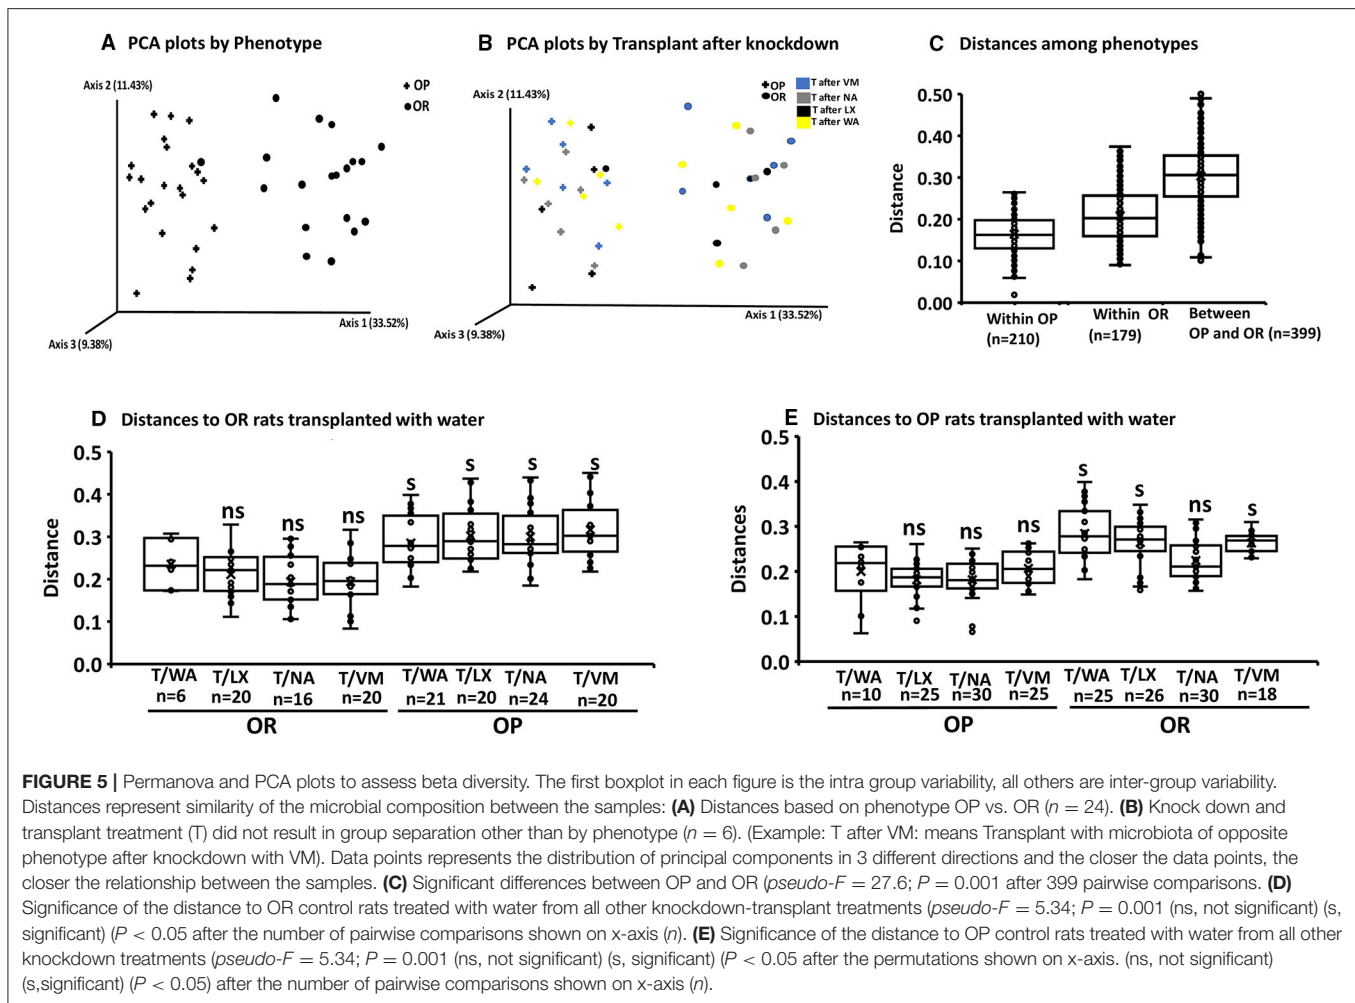 A PCA plots by Phenotype
Axis 2 (11.43%)
OP
OR
Axis 1 (33.52%)
Axis 3 (9.38%)
B PCA plots by Transplant after knockdown
Axis 2 (11.43%)
OP
OR
T after VM
T after NA
T after LX
T after WA
Axis 1 (33.52%)
Axis 3 (9.38%)
C Distances among phenotypes
Distance
0.50
0.40
0.30
0.20
0.10
0.00
Within OP
(n=210)
Within OR
(n=179)
Between
OP and OR (n=399)
D Distances to OR rats transplanted with water
Distance
0.5
0.4
0.3
0.2
0.1
0.0
ns ns ns s s s s
T/WA T/LX T/NA T/VM T/WA T/LX T/NA T/VM
n=6 n=20 n=16 n=20 n=21 n=20 n=24 n=20
OR OP
E Distances to OP rats transplanted with water
Distances
0.5
0.4
0.3
0.2
0.1
0.0
ns ns ns s s ns s
T/WA T/LX T/NA T/VM T/WA T/LX T/NA T/VM
n=10 n=25 n=30 n=25 n=25 n=26 n=30 n=18
OP OR
FIGURE 5 | Permanova and PCA plots to assess beta diversity. The first boxplot in each figure is the intra group variability, all others are inter-group variability.
Distances represent similarity of the microbial composition between the samples: (A) Distances based on phenotype OP vs. OR (n = 24). (B) Knock down and
transplant treatment (T) did not result in group separation other than by phenotype (n = 6). (Example: T after VM: means Transplant with microbiota of opposite
phenotype after knockdown with VM). Data points represents the distribution of principal components in 3 different directions and the closer the data points, the
closer the relationship between the samples. (C) Significant differences between OP and OR (pseudo-F = 27.6; P = 0.001 after 399 pairwise comparisons. (D)
Significance of the distance to OR control rats treated with water from all other knockdown-transplant treatments (pseudo-F = 5.34; P = 0.001 (ns, not significant) (s,
significant) (P < 0.05 after the number of pairwise comparisons shown on x-axis (n). (E) Significance of the distance to OP control rats treated with water from all other
knockdown treatments (pseudo-F = 5.34; P = 0.001 (ns, not significant) (s, significant) (P < 0.05 after the permutations shown on x-axis. (ns, not significant)
(s,significant) (P < 0.05) after the number of pairwise comparisons shown on x-axis (n).